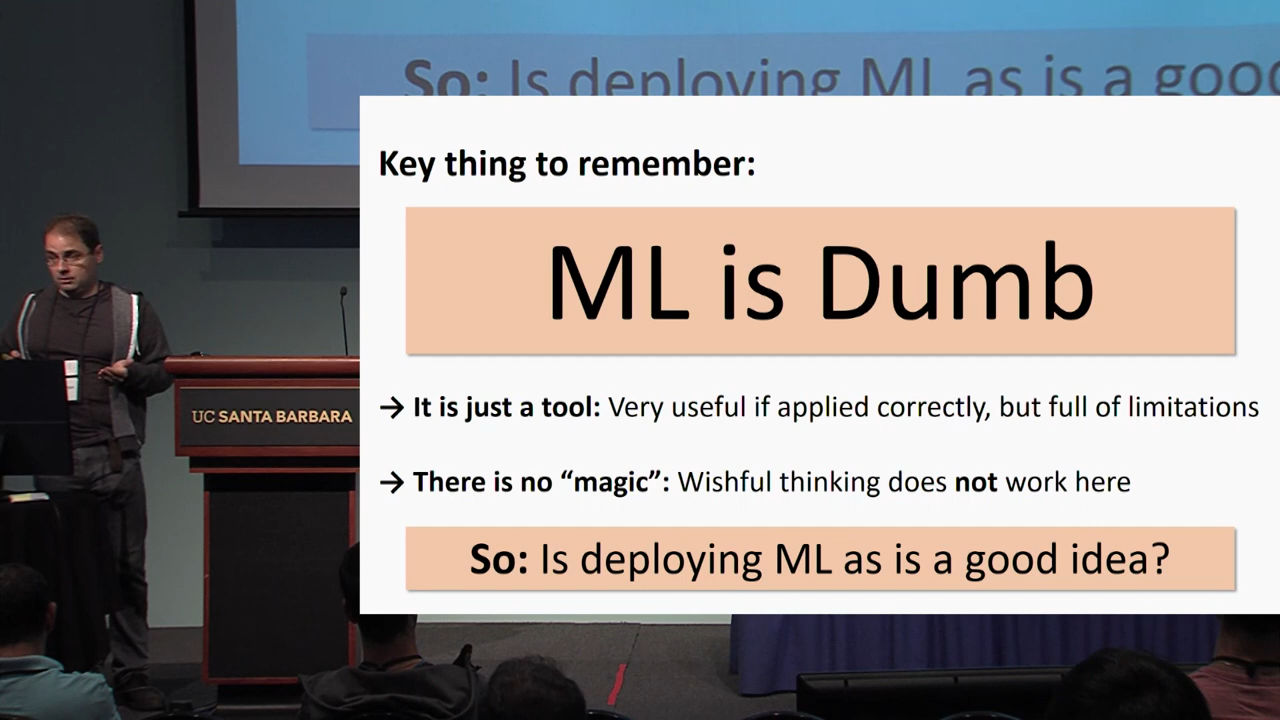 So: Is deploying ML as is a good
Key thing to remember:
ML is Dumb
→ It is just a tool: Very useful if applied correctly, but full of limitations
→ There is no “magic”: Wishful thinking does not work here
So: Is deploying ML as is a good idea?
UC SANTA BARBARA